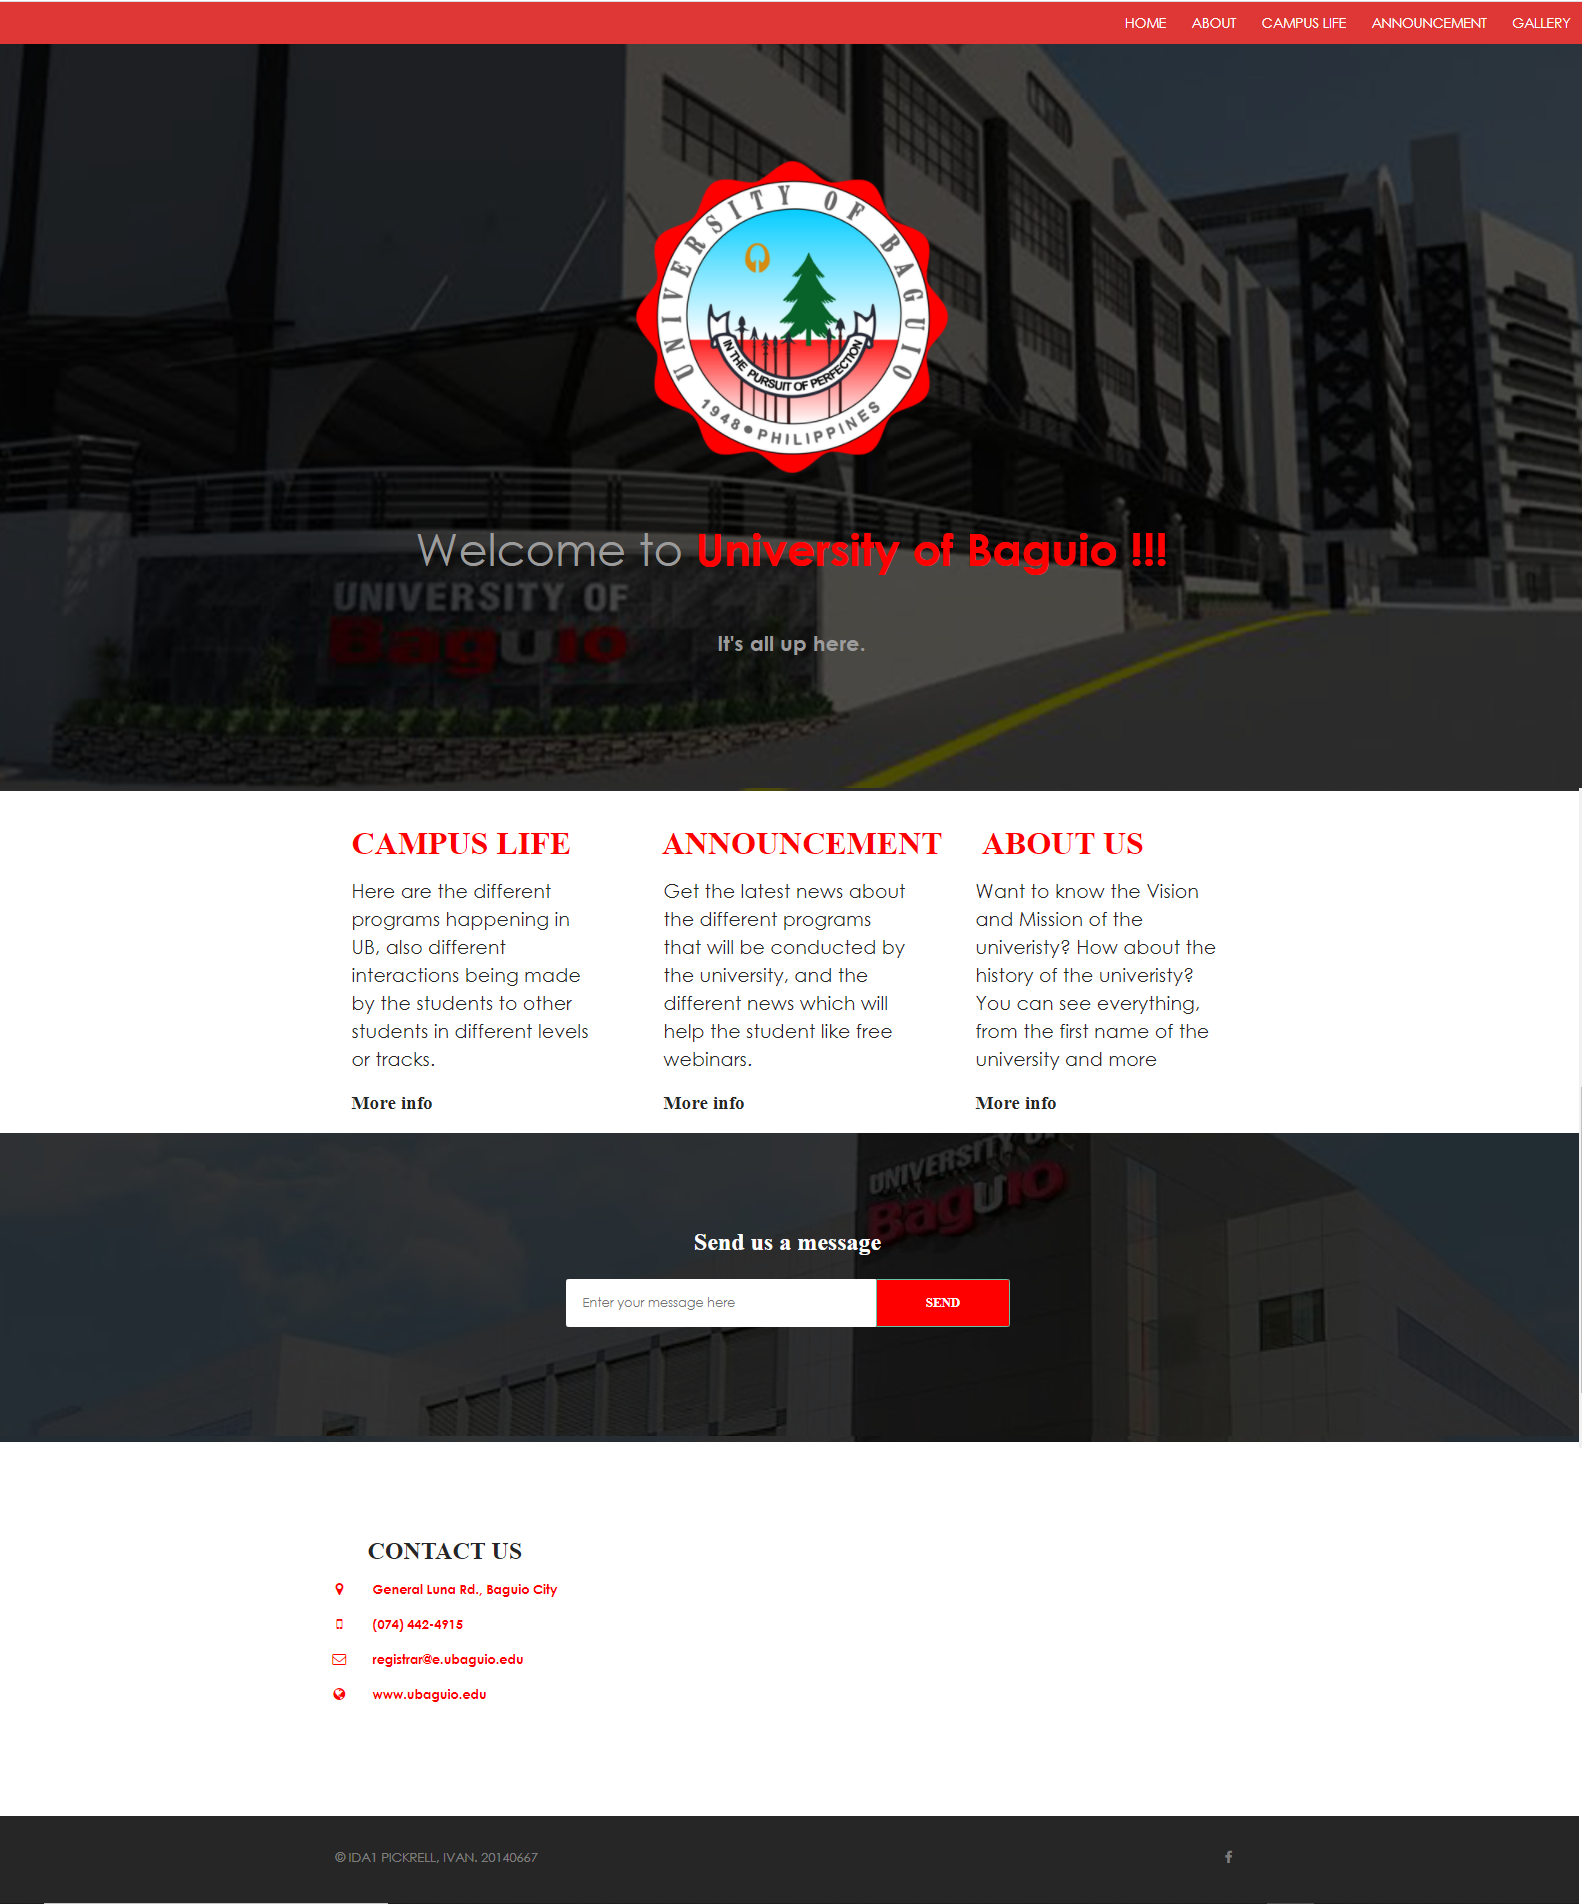 HOME ABOUT CAMPUS LIFE ANNOUNCEMENT GALLERY
UNIVERSITY OF BAGUIO
IN THE PURSUIT OF PERFECTION
1948 • PHILIPPINES
Welcome to University of Baguio !!!
UNIVERSITY OF
Baguio
It's all up here.
CAMPUS LIFE
Here are the different
programs happening in
UB, also different
interactions being made
by the students to other
students in different levels
or tracks.
More info
ANNOUNCEMENT
Get the latest news about
the different programs
that will be conducted by
the university, and the
different news which will
help the student like free
webinars.
More info
ABOUT US
Want to know the Vision
and Mission of the
univeristy? How about the
history of the univeristy?
You can see everything,
from the first name of the
university and more
More info
UNIVERSITY OF
Baguio
Send us a message
Enter your message here SEND
CONTACT US
General Luna Rd., Baguio City
(074) 442-4915
registrar@e.ubaguio.edu
www.ubaguio.edu
© IDA1 PICKRELL, IVAN. 20140667